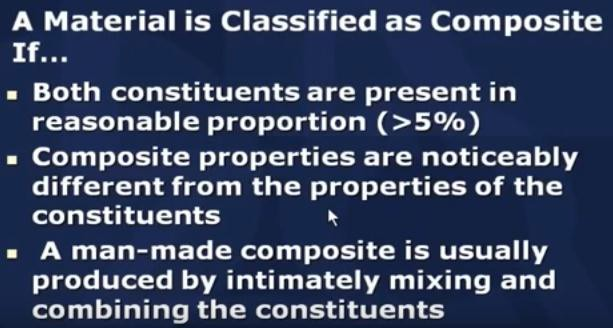 A Material is Classified as Composite
If...
▪ Both constituents are present in
reasonable proportion (>5%)
▪ Composite properties are noticeably
different from the properties of the
constituents
▪ A man-made composite is usually
produced by intimately mixing and
combining the constituents